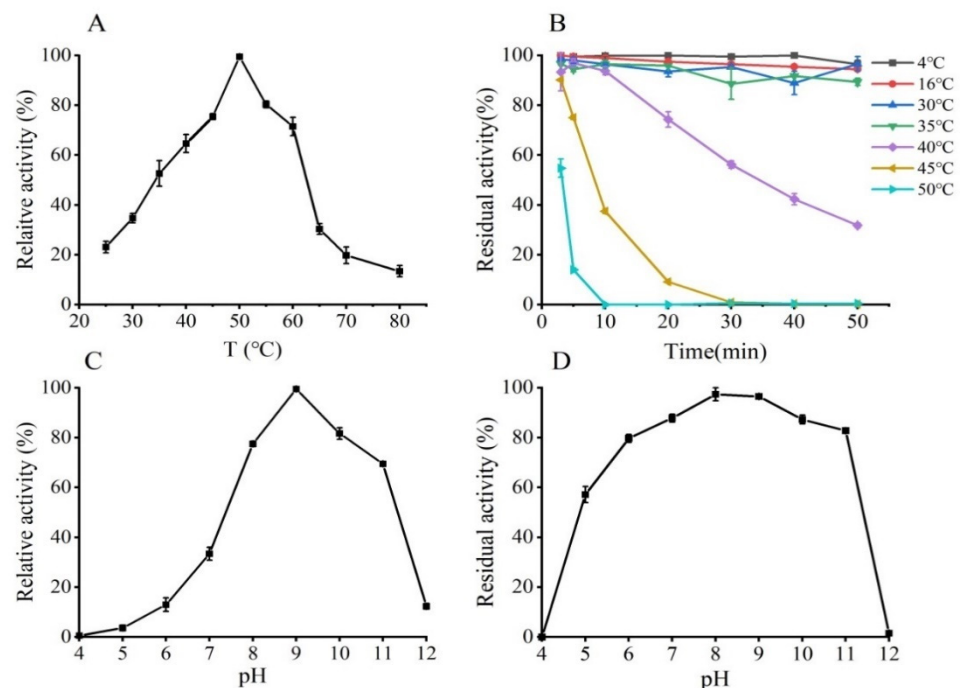 A
Relaitve activity (%)
100
80
60
40
20
0
20 30 40 50 60 70 80
T (℃)
B
Residual activity(%)
100
80
60
40
20
0
0 10 20 30 40 50
Time(min)
4℃
16℃
30℃
35℃
40℃
45℃
50℃
C
Relative activity (%)
100
80
60
40
20
0
4 5 6 7 8 9 10 11 12
pH
D
Residual activity (%)
100
80
60
40
20
0
4 5 6 7 8 9 10 11 12
pH